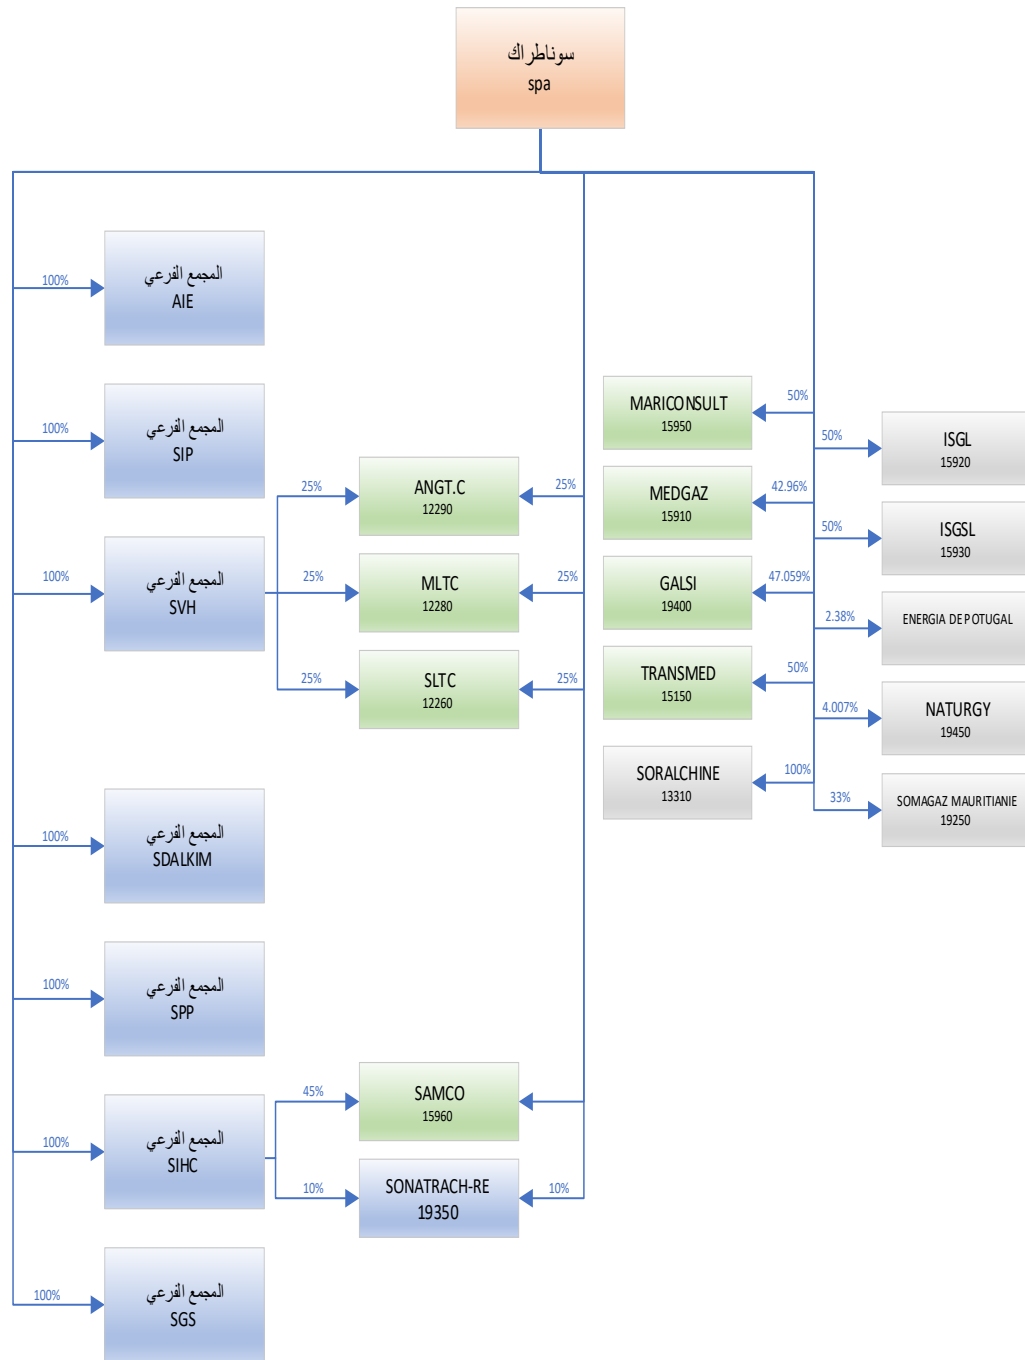 سوناطراك
spa
100%
المجمع الفرعي
AIE
100%
المجمع الفرعي
SIP
100%
المجمع الفرعي
SVH
25%
ANGT.C
12290
25%
25%
MLTC
12280
25%
25%
SLTC
12260
25%
100%
المجمع الفرعي
SDALKIM
100%
المجمع الفرعي
SPP
100%
المجمع الفرعي
SIHC
45%
SAMCO
15960
10%
SONATRACH-RE
19350
10%
100%
المجمع الفرعي
SGS
MARICONSULT
15950
50%
MEDGAZ
15910
42.96%
GALSI
19400
47.059%
TRANSMED
15150
50%
SORALCHINE
13310
100%
50%
ISGL
15920
50%
ISGSL
15930
2.38%
ENERGIA DE POTUGAL
4.007%
NATURGY
19450
33%
SOMAGAZ MAURITIANIE
19250